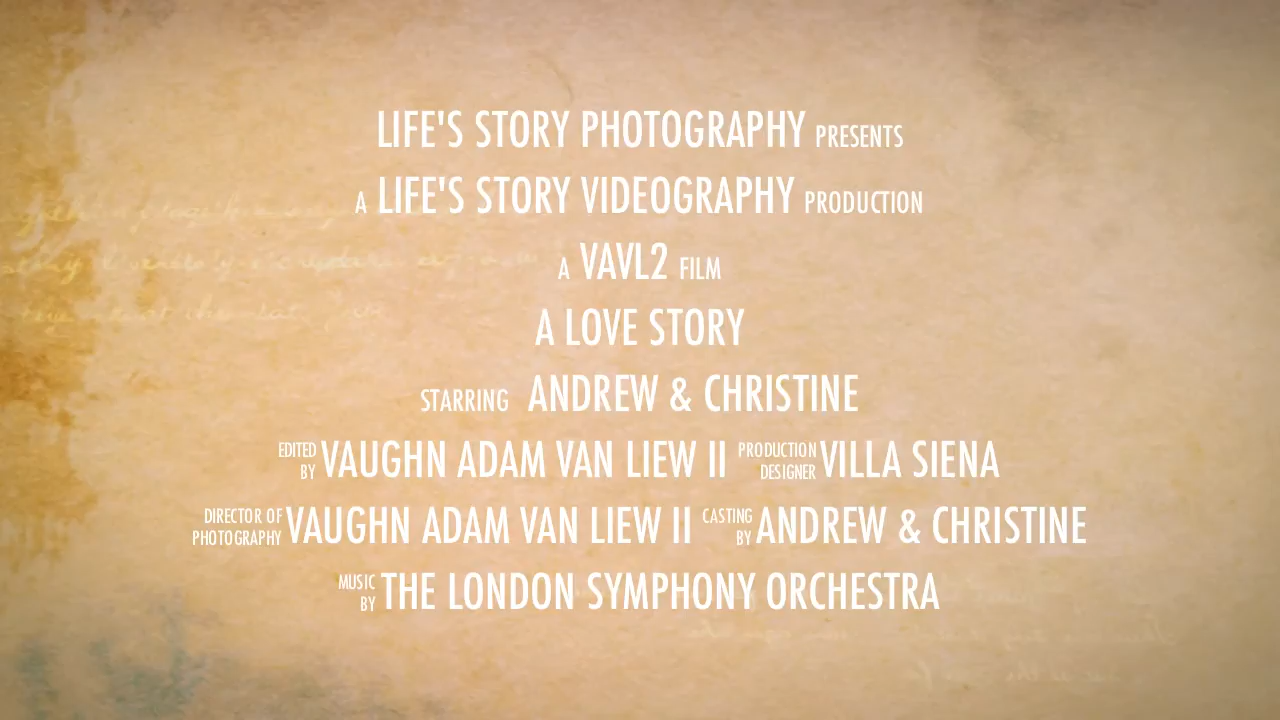 LIFE'S STORY PHOTOGRAPHY PRESENTS
A LIFE'S STORY VIDEOGRAPHY PRODUCTION
A VAVL2 FILM
A LOVE STORY
STARRING ANDREW & CHRISTINE
EDITED BY VAUGHN ADAM VAN LIEW II PRODUCTION DESIGNER VILLA SIENA
DIRECTOR OF PHOTOGRAPHY VAUGHN ADAM VAN LIEW II CASTING BY ANDREW & CHRISTINE
MUSIC BY THE LONDON SYMPHONY ORCHESTRA